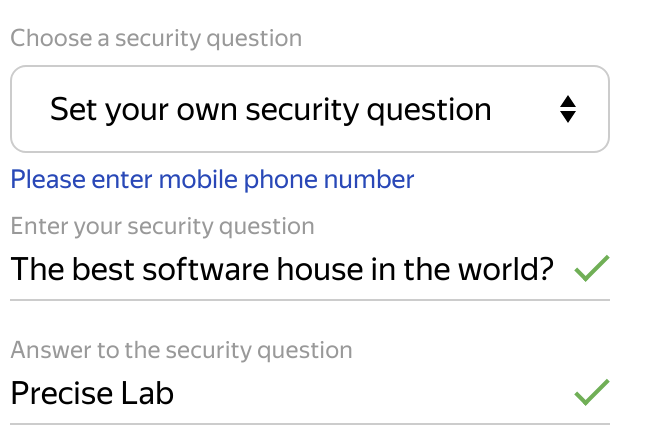 Choose a security question
Set your own security question
Please enter mobile phone number
Enter your security question
The best software house in the world?
Answer to the security question
Precise Lab